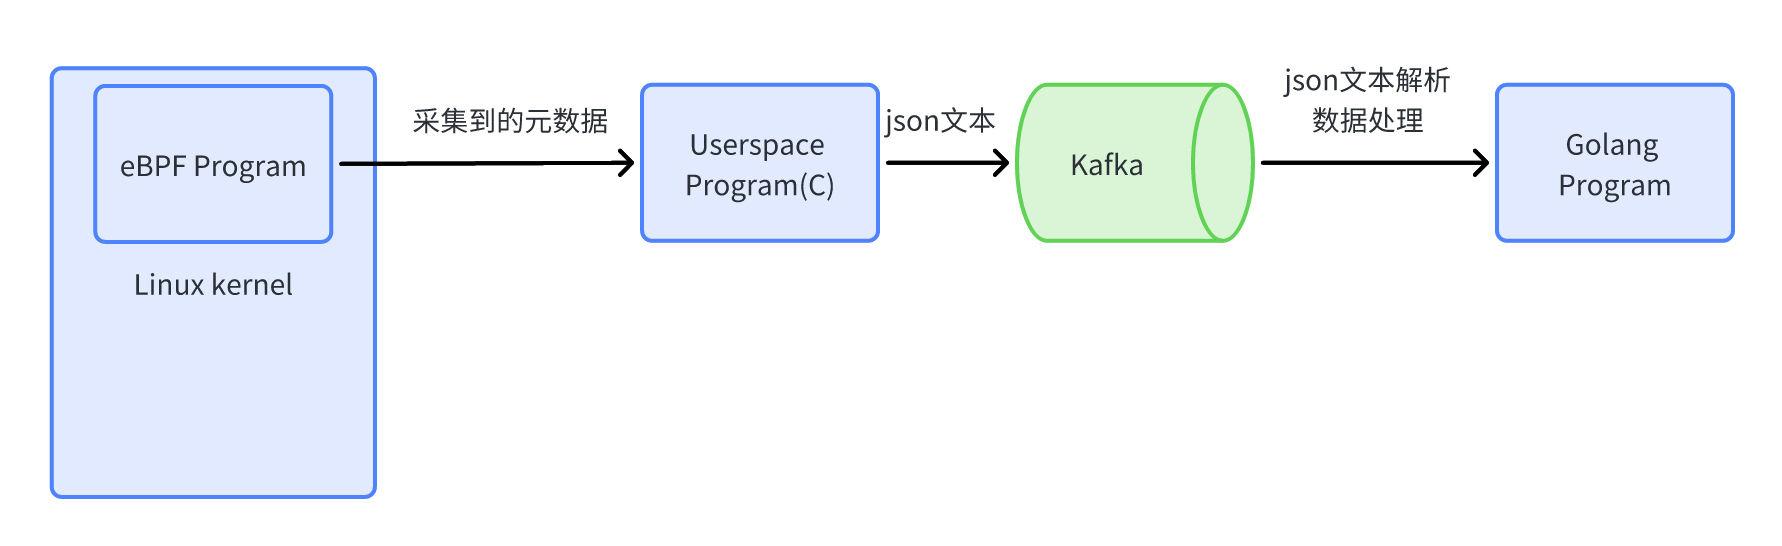 eBPF Program
Linux kernel
采集到的元数据
Userspace
Program(C)
json文本
Kafka
json文本解析
数据处理
Golang
Program